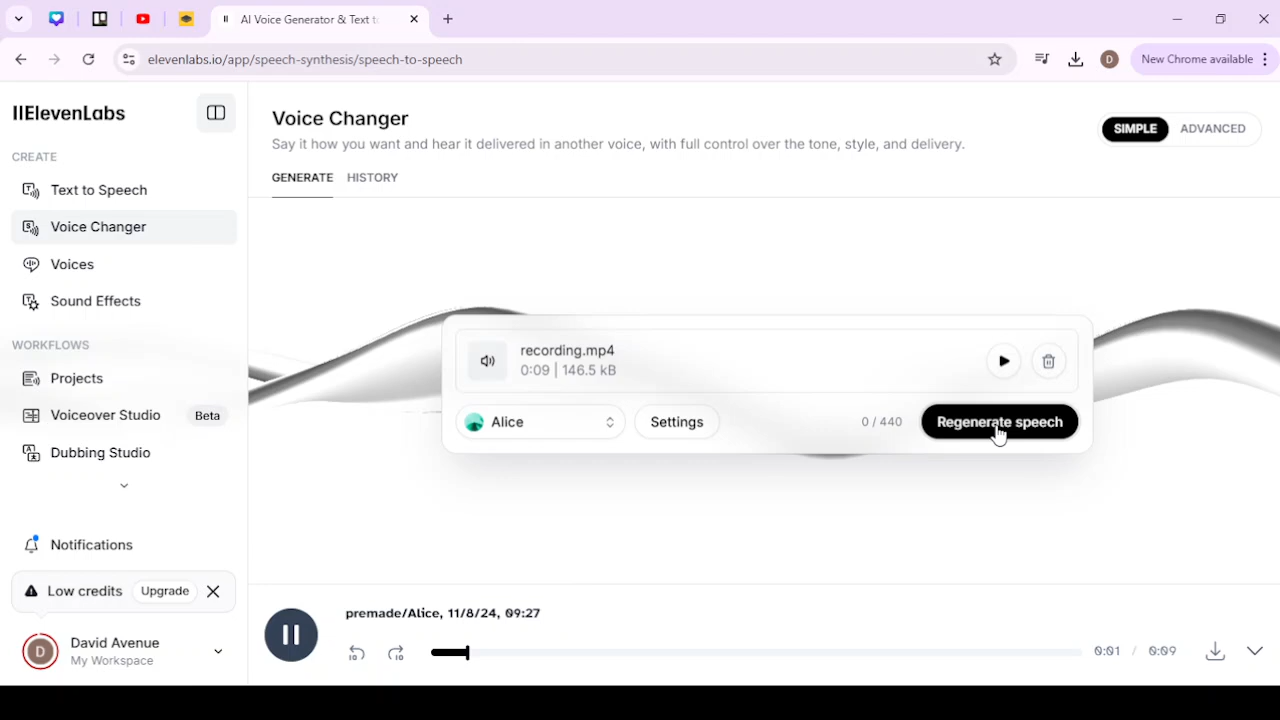 AI Voice Generator & Text to
elevenlabs.io/app/speech-synthesis/speech-to-speech
D
New Chrome available
IIElevenLabs
CREATE
Text to Speech
Voice Changer
Voices
Sound Effects
WORKFLOWS
Projects
Voiceover Studio Beta
Dubbing Studio
Notifications
Low credits Upgrade
D
David Avenue
My Workspace
Voice Changer
Say it how you want and hear it delivered in another voice, with full control over the tone, style, and delivery.
SIMPLE ADVANCED
GENERATE HISTORY
recording.mp4
0:09 | 146.5 kB
Alice Settings 0 / 440 Regenerate speech
premade/Alice, 11/8/24, 09:27
10 10 0:01 / 0:09